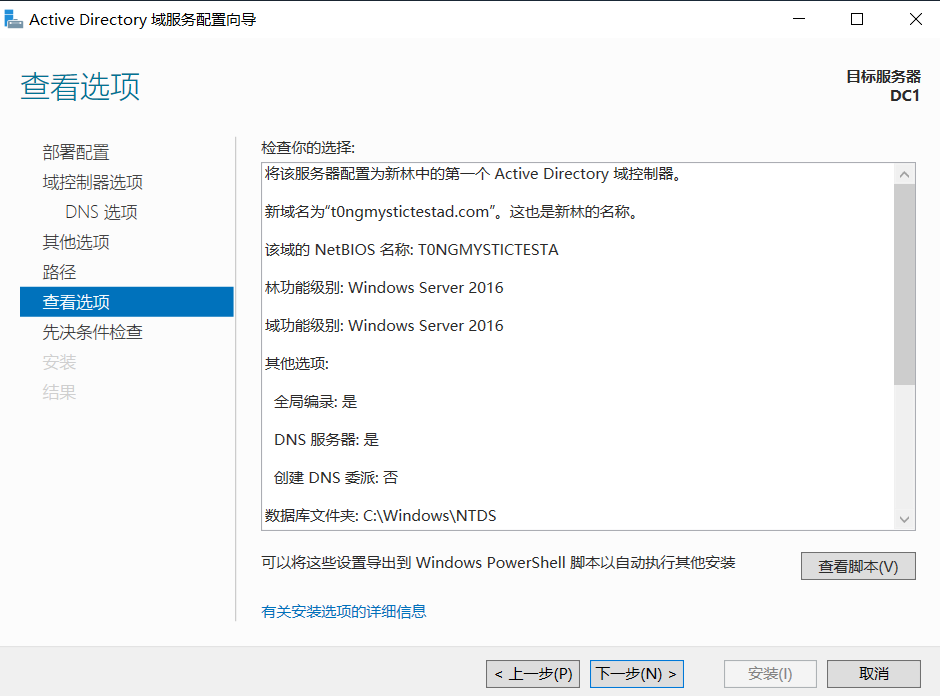 Active Directory 域服务配置向导
查看选项
目标服务器
DC1
部署配置
域控制器选项
DNS 选项
其他选项
路径
查看选项
先决条件检查
安装
结果
检查你的选择:
将该服务器配置为新林中的第一个 Active Directory 域控制器。
新域名为“t0ngmystictestad.com”。这也是新林的名称。
该域的 NetBIOS 名称: T0NGMYSTICTESTA
林功能级别: Windows Server 2016
域功能级别: Windows Server 2016
其他选项:
全局编录: 是
DNS 服务器: 是
创建 DNS 委派: 否
数据库文件夹: C:\Windows\NTDS
可以将这些设置导出到 Windows PowerShell 脚本以自动执行其他安装
查看脚本(V)
有关安装选项的详细信息
< 上一步(P)
下一步(N) >
安装(I)
取消